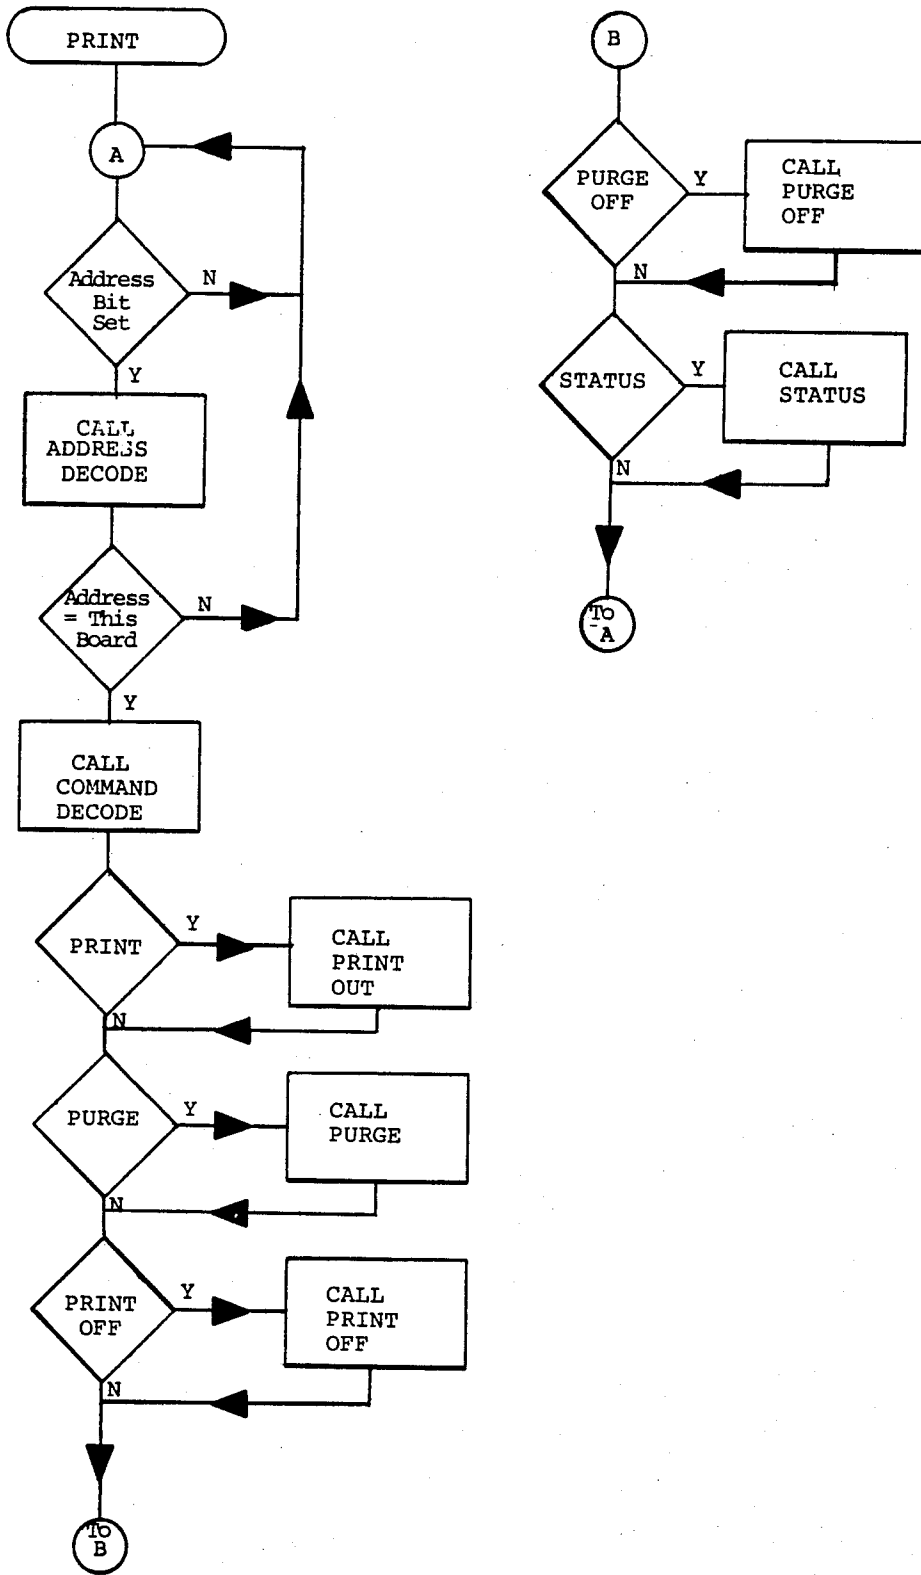 PRINT
A
Address
Bit
Set
N
Y
CALL
ADDRESS
DECODE
Address
= This
Board
N
Y
CALL
COMMAND
DECODE
PRINT
Y
CALL
PRINT
OUT
N
PURGE
Y
CALL
PURGE
N
PRINT
OFF
Y
CALL
PRINT
OFF
N
To
B
B
PURGE
OFF
Y
CALL
PURGE
OFF
N
STATUS
Y
CALL
STATUS
N
To
A